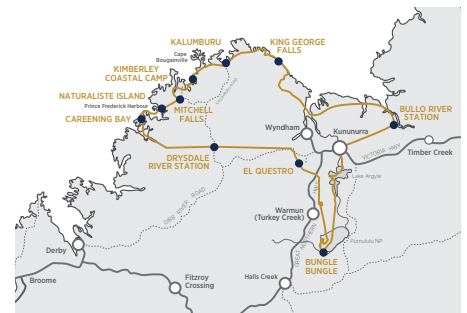 KALUMBURU
KING GEORGE
FALLS
Cape
Bougainville
KIMBERLEY
COASTAL CAMP
NATURALISTE ISLAND
Prince Frederick Harbour
MITCHELL
FALLS
CAREENING BAY
BULLO RIVER
STATION
Wyndham
Kununurra
VICTORIA HWY
Timber Creek
DRYSDALE
RIVER STATION
EL QUESTRO
Lake Argyle
GIBB RIVER ROAD
Warmun
(Turkey Creek)
GREAT NORTHERN
HWY
Purnululu NP
Derby
BUNGLE
BUNGLE
Broome
Fitzroy
Crossing
Halls Creek